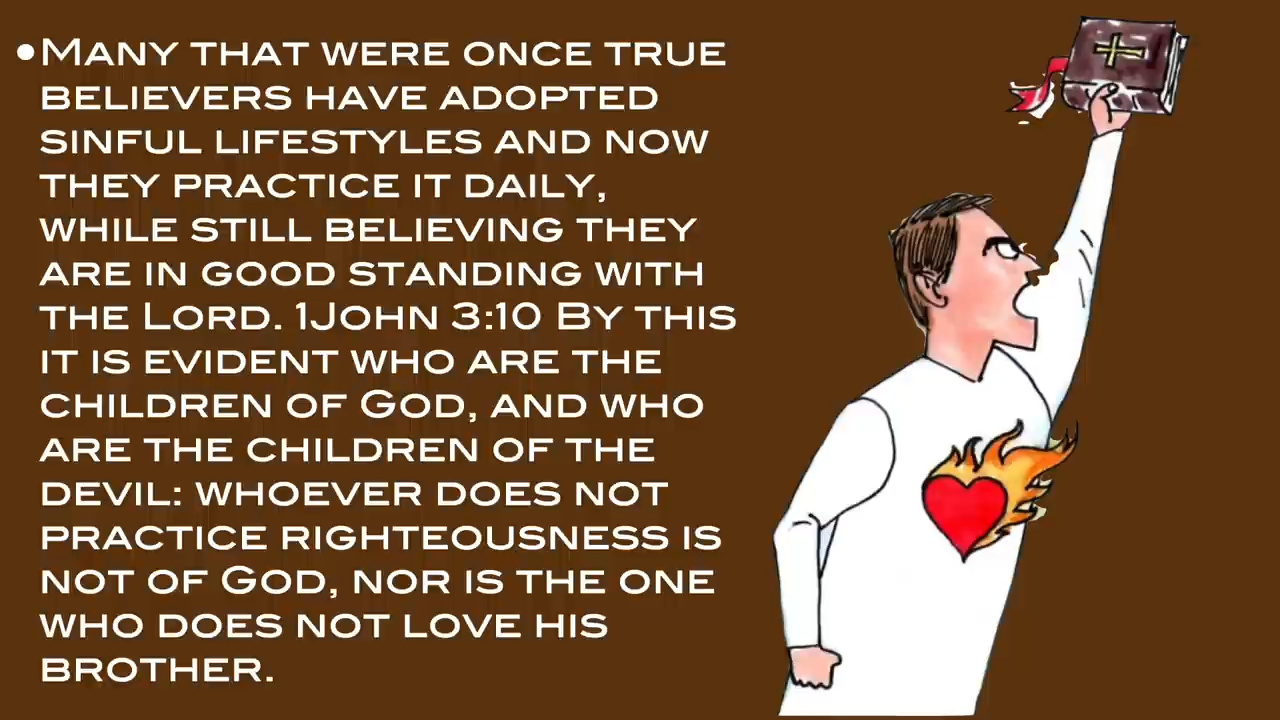 •Many that were once true
believers have adopted
sinful lifestyles and now
they practice it daily,
while still believing they
are in good standing with
the Lord. 1John 3:10 By this
it is evident who are the
children of God, and who
are the children of the
devil: whoever does not
practice righteousness is
not of God, nor is the one
who does not love his
brother.